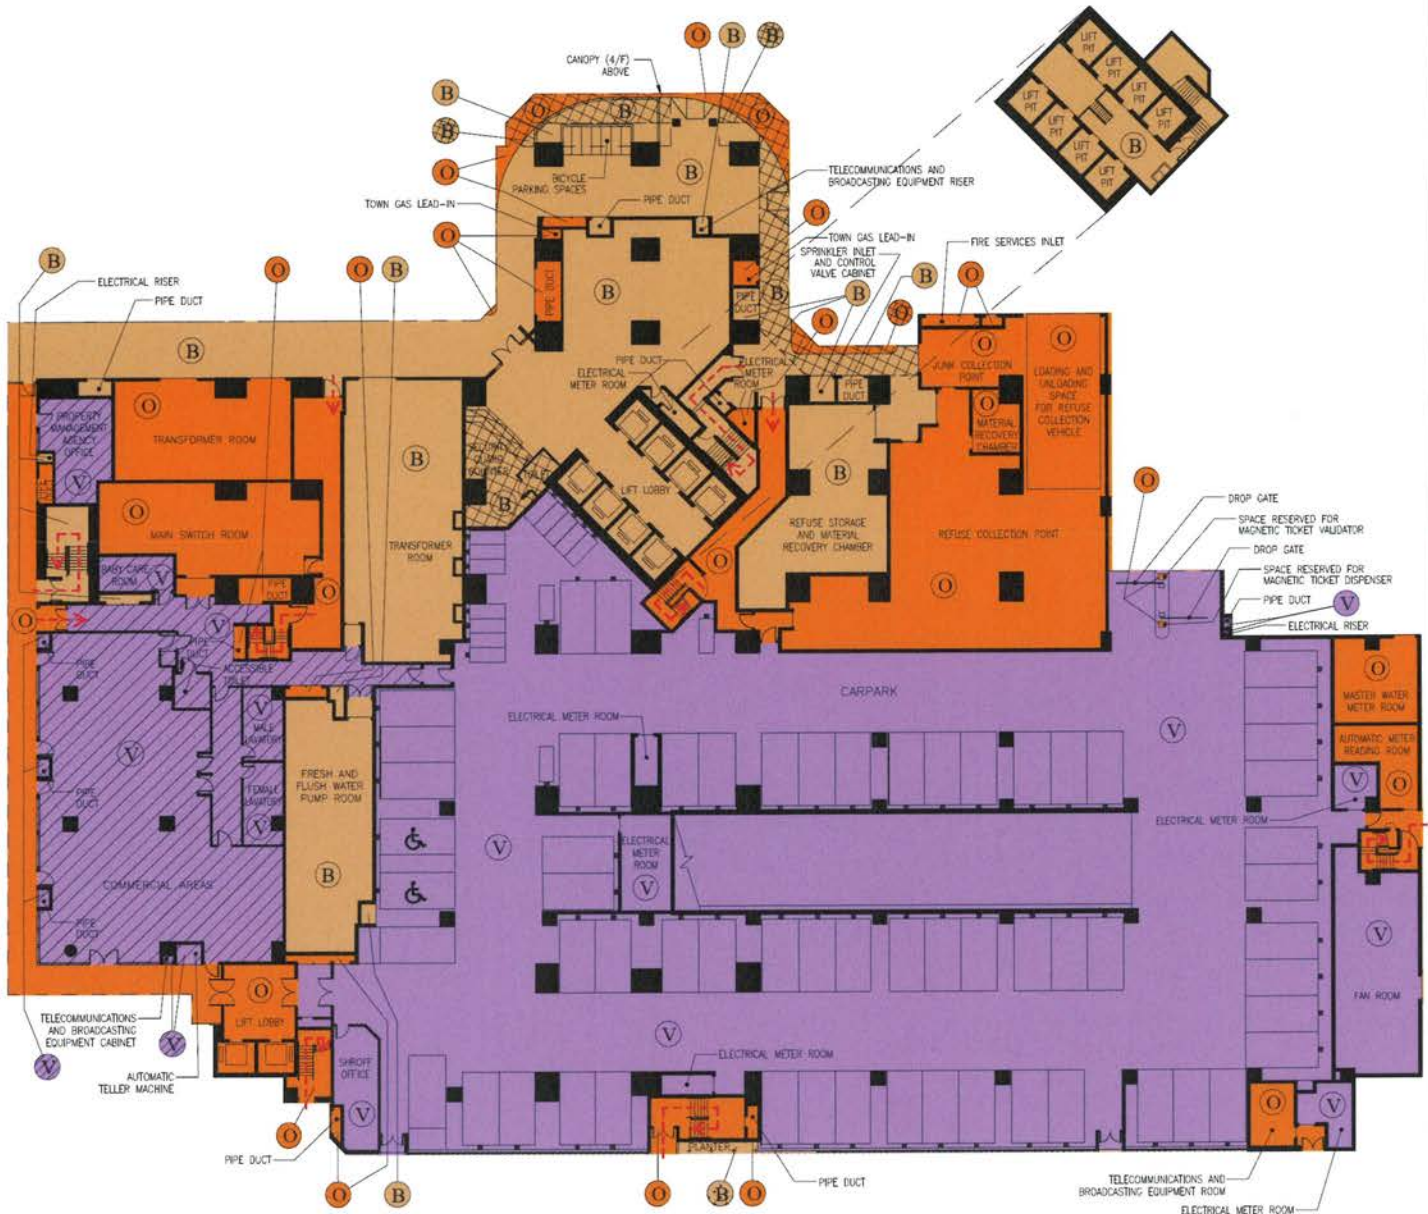 O
B
B
CANOPY (4/F)
ABOVE
LIFT
PIT
LIFT
PIT
LIFT
PIT
LIFT
PIT
LIFT
PIT
LIFT
PIT
LIFT
PIT
LIFT
PIT
B
B
B
O
O
B
O
BICYCLE
PARKING SPACES
B
TELECOMMUNICATIONS AND
BROADCASTING EQUIPMENT RISER
O
PIPE DUCT
TOWN GAS LEAD-IN
O
O
TOWN GAS LEAD-IN
SPRINKLER INLET
AND CONTROL
VALVE CABINET
FIRE SERVICES INLET
B
ELECTRICAL RISER
PIPE DUCT
O
O
B
PIPE DUCT
B
PIPE
DUCT
B
B
B
O
O
O
B
O
JUNK COLLECTION
POINT
O
LOADING AND
UNLOADING
SPACE
FOR REFUSE
COLLECTION
VEHICLE
PIPE DUCT
ELECTRICAL
METER ROOM
ELECTRICAL
METER
ROOM
PIPE
DUCT
O
MATERIAL
RECOVERY
CHAMBER
PROPERTY
MANAGEMENT
AGENCY
OFFICE
V
O
TRANSFORMER ROOM
B
TRANSFORMER
ROOM
B
LIFT LOBBY
B
REFUSE STORAGE
AND MATERIAL
RECOVERY CHAMBER
REFUSE COLLECTION POINT
O
O
DROP GATE
SPACE RESERVED FOR
MAGNETIC TICKET VALIDATOR
DROP GATE
SPACE RESERVED FOR
MAGNETIC TICKET DISPENSER
PIPE DUCT
V
ELECTRICAL RISER
O
MAIN SWITCH ROOM
BABY CARE
ROOM
V
PIPE
DUCT
O
O
O
V
PIPE
DUCT
ACCESSIBLE
TOILET
PIPE
DUCT
CARPARK
O
MASTER WATER
METER ROOM
V
MALE
LAVATORY
V
ELECTRICAL METER ROOM
V
AUTOMATIC METER
READING ROOM
O
FRESH AND
FLUSH WATER
PUMP ROOM
B
PIPE
DUCT
FEMALE
LAVATORY
V
V
ELECTRICAL METER ROOM
V
ELECTRICAL
METER
ROOM
V
COMMERCIAL AREAS
PIPE
DUCT
V
FAN ROOM
O
LIFT LOBBY
TELECOMMUNICATIONS
AND BROADCASTING
EQUIPMENT CABINET
V
V
AUTOMATIC
TELLER MACHINE
SHROFF
OFFICE
V
V
ELECTRICAL METER ROOM
O
V
O
PIPE DUCT
PLANTER
O
B
O
B
O
PIPE DUCT
TELECOMMUNICATIONS AND
BROADCASTING EQUIPMENT ROOM
ELECTRICAL METER ROOM